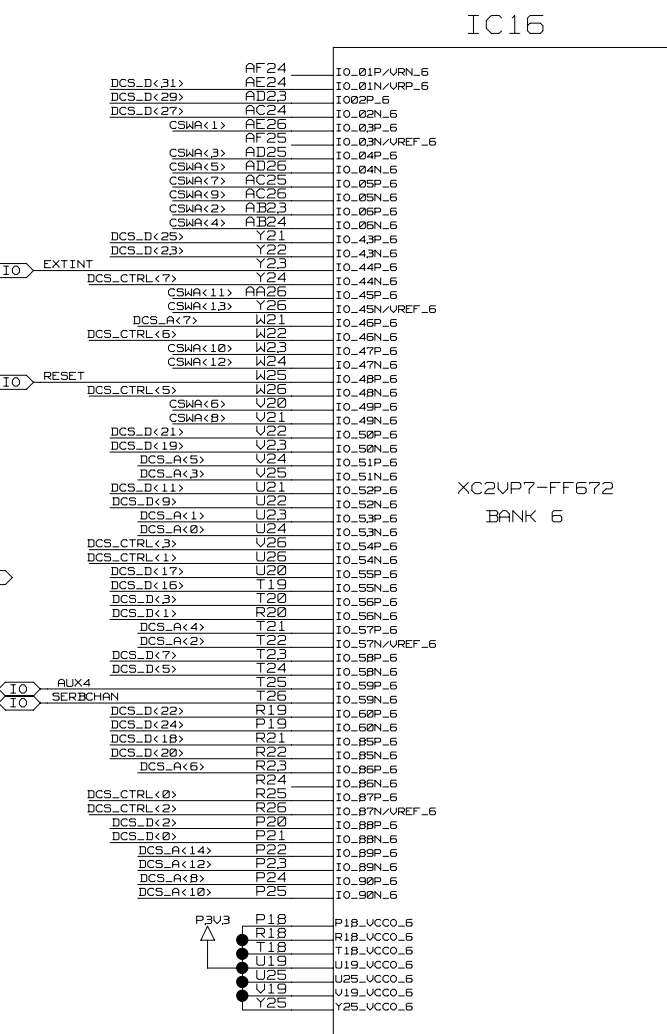 IC16
AF24 IO_01P/VRN_6
DCS_D<31> AE24 IO_01N/VRP_6
DCS_D<29> AD23 IO02P_6
DCS_D<27> AC24 IO_02N_6
CSWA<1> AE26 IO_03P_6
AF25 IO_03N/VREF_6
CSWA<3> AD25 IO_04P_6
CSWA<5> AD26 IO_04N_6
CSWA<7> AC25 IO_05P_6
CSWA<9> AC26 IO_05N_6
CSWA<2> AB23 IO_06P_6
CSWA<4> AB24 IO_06N_6
DCS_D<25> Y21 IO_43P_6
DCS_D<23> Y22 IO_43N_6
IO EXTINT Y23 IO_44P_6
DCS_CTRL<7> Y24 IO_44N_6
CSWA<11> AA26 IO_45P_6
CSWA<13> Y26 IO_45N/VREF_6
DCS_A<7> W21 IO_46P_6
DCS_CTRL<6> W22 IO_46N_6
CSWA<10> W23 IO_47P_6
CSWA<12> W24 IO_47N_6
IO RESET W25 IO_48P_6
DCS_CTRL<5> W26 IO_48N_6
CSWA<6> V20 IO_49P_6
CSWA<8> V21 IO_49N_6
DCS_D<21> V22 IO_50P_6
DCS_D<19> V23 IO_50N_6
DCS_A<5> V24 IO_51P_6
DCS_A<3> V25 IO_51N_6
DCS_D<11> U21 IO_52P_6
XC2VP7-FF672
DCS_D<9> U22 IO_52N_6
DCS_A<1> U23 IO_53P_6
BANK 6
DCS_A<0> U24 IO_53N_6
DCS_CTRL<3> V26 IO_54P_6
DCS_CTRL<1> U26 IO_54N_6
DCS_D<17> U20 IO_55P_6
DCS_D<16> T19 IO_55N_6
DCS_D<3> T20 IO_56P_6
DCS_D<1> R20 IO_56N_6
DCS_A<4> T21 IO_57P_6
DCS_A<2> T22 IO_57N/VREF_6
DCS_D<7> T23 IO_58P_6
DCS_D<5> T24 IO_58N_6
IO AUX4 T25 IO_59P_6
IO SERBCHAN T26 IO_59N_6
DCS_D<22> R19 IO_60P_6
DCS_D<24> P19 IO_60N_6
DCS_D<18> R21 IO_85P_6
DCS_D<20> R22 IO_85N_6
DCS_A<6> R23 IO_86P_6
R24 IO_86N_6
DCS_CTRL<0> R25 IO_87P_6
DCS_CTRL<2> R26 IO_87N/VREF_6
DCS_D<2> P20 IO_88P_6
DCS_D<0> P21 IO_88N_6
DCS_A<14> P22 IO_89P_6
DCS_A<12> P23 IO_89N_6
DCS_A<8> P24 IO_90P_6
DCS_A<10> P25 IO_90N_6
P3V3 P18 P18_VCCO_6
R18 R18_VCCO_6
T18 T18_VCCO_6
U19 U19_VCCO_6
U25 U25_VCCO_6
V19 V19_VCCO_6
Y25 Y25_VCCO_6